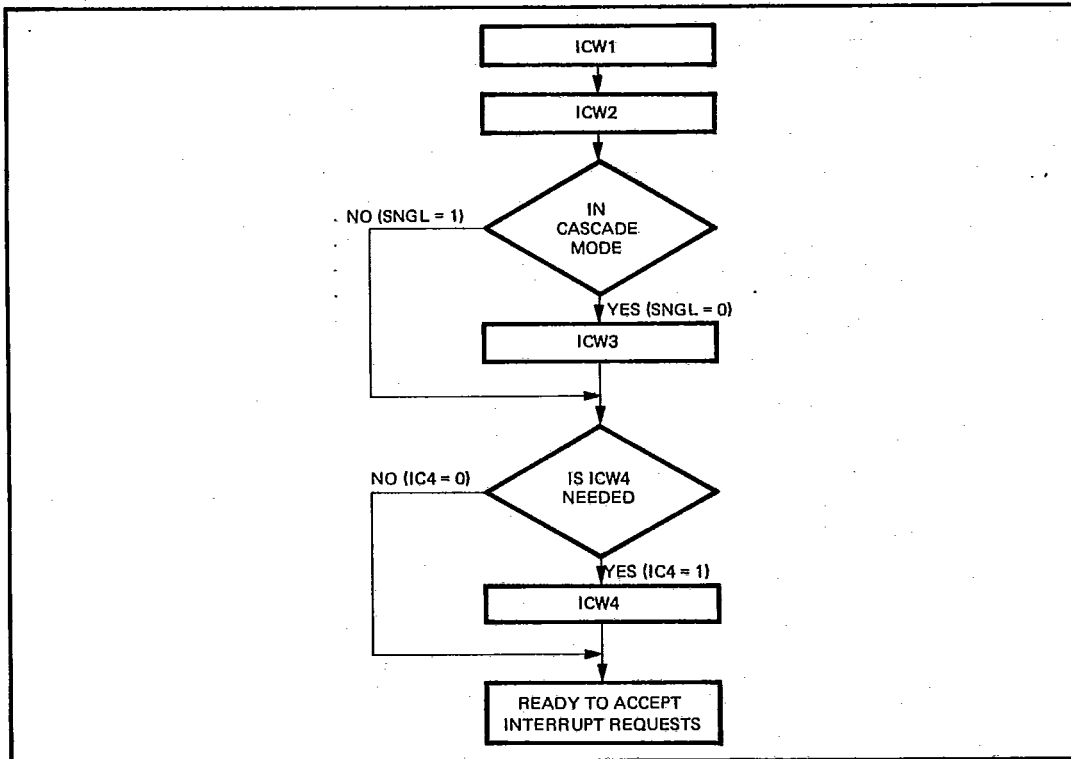 ICW1
ICW2
IN
CASCADE
MODE
NO (SNGL = 1)
YES (SNGL = 0)
ICW3
IS ICW4
NEEDED
NO (IC4 = 0)
YES (IC4 = 1)
ICW4
READY TO ACCEPT
INTERRUPT REQUESTS